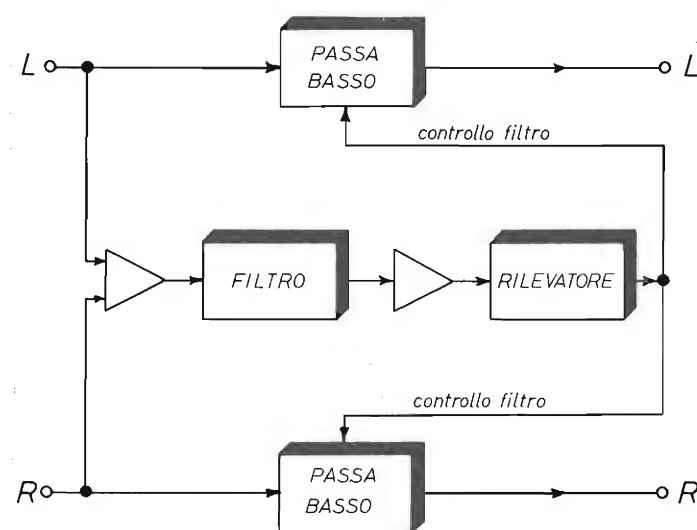 PASSA
BASSO
L
L
controllo filtro
FILTRO
RILEVATORE
controllo filtro
PASSA
BASSO
R
R